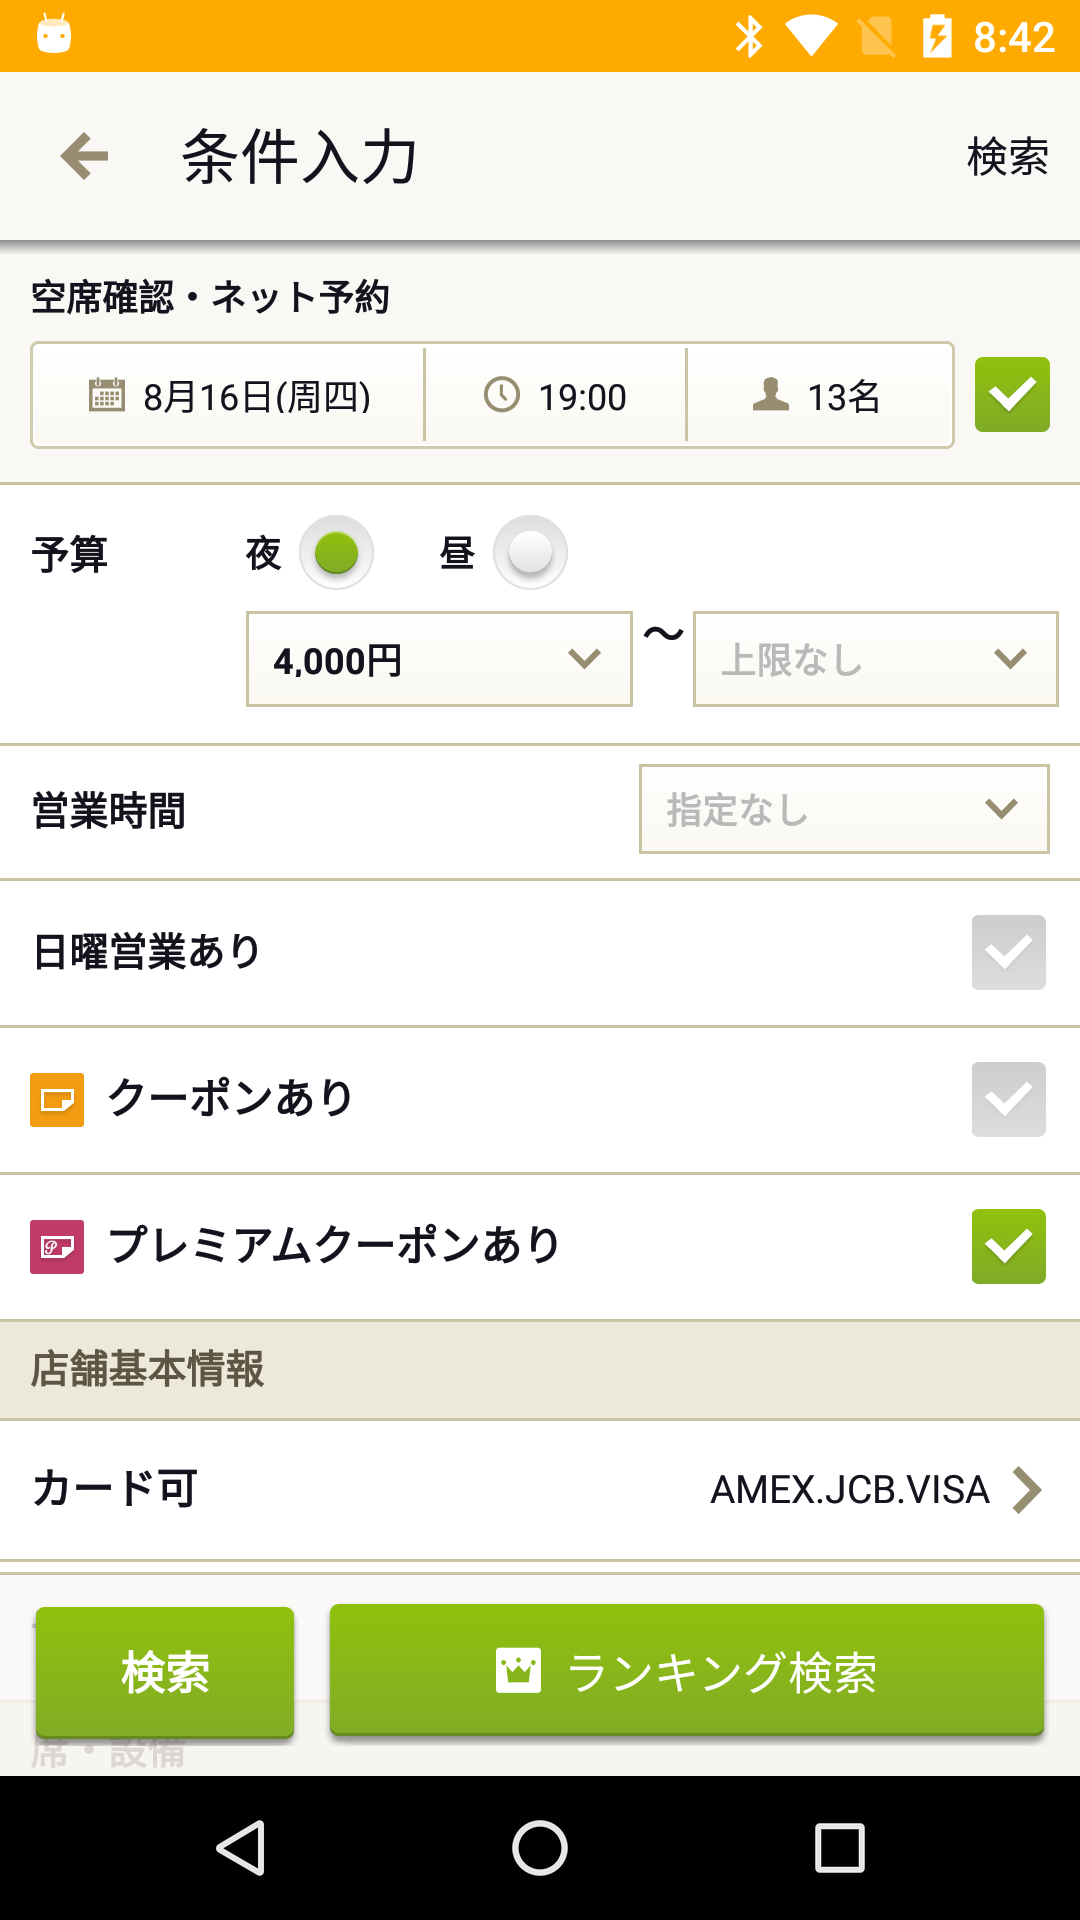 8:42
条件入力 検索
空席確認・ネット予約
8月16日(周四) 19:00 13名
予算 夜 昼
4,000円 〜 上限なし
営業時間 指定なし
日曜営業あり
クーポンあり
プレミアムクーポンあり
店舗基本情報
カード可 AMEX.JCB.VISA
検索 ランキング検索
席・設備